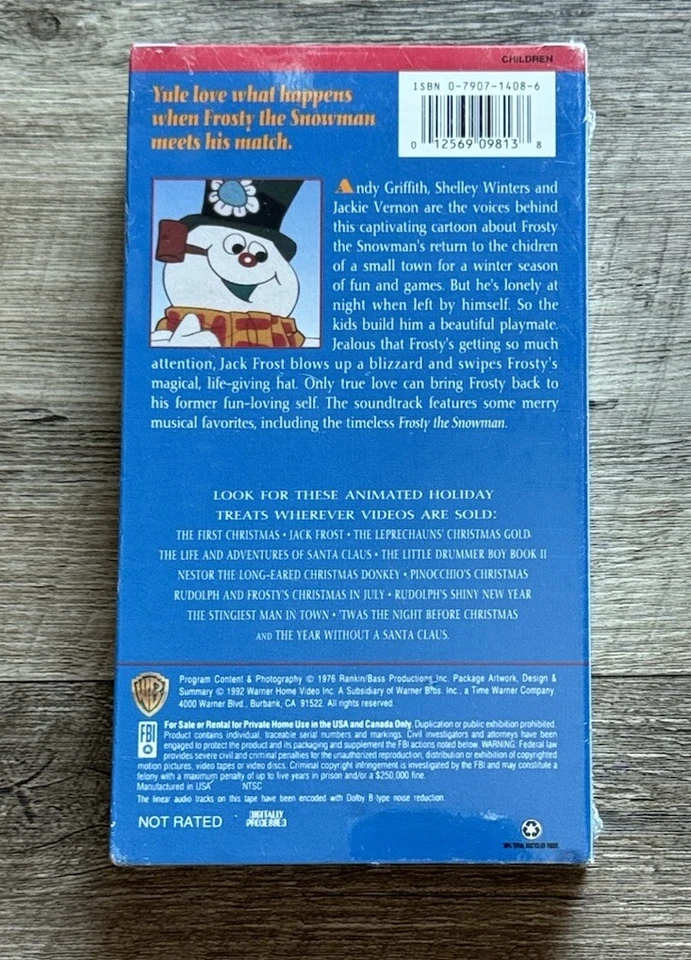 CHILDREN
Yule love what happens
when Frosty the Snowman
meets his match.
ISBN 0-7907-1408-6
0 12569 09813 8
Andy Griffith, Shelley Winters and
Jackie Vernon are the voices behind
this captivating cartoon about Frosty
the Snowman's return to the chidren
of a small town for a winter season
of fun and games. But he's lonely at
night when left by himself. So the
kids build him a beautiful playmate.
Jealous that Frosty's getting so much
attention, Jack Frost blows up a blizzard and swipes Frosty's
magical, life-giving hat. Only true love can bring Frosty back to
his former fun-loving self. The soundtrack features some merry
musical favorites, including the timeless Frosty the Snowman.
LOOK FOR THESE ANIMATED HOLIDAY
TREATS WHEREVER VIDEOS ARE SOLD:
THE FIRST CHRISTMAS • JACK FROST • THE LEPRECHAUNS' CHRISTMAS GOLD
THE LIFE AND ADVENTURES OF SANTA CLAUS • THE LITTLE DRUMMER BOY BOOK II
NESTOR THE LONG-EARED CHRISTMAS DONKEY • PINOCCHIO'S CHRISTMAS
RUDOLPH AND FROSTY'S CHRISTMAS IN JULY • RUDOLPH'S SHINY NEW YEAR
THE STINGIEST MAN IN TOWN • 'TWAS THE NIGHT BEFORE CHRISTMAS
AND THE YEAR WITHOUT A SANTA CLAUS.
WB
Program Content & Photography © 1976 Rankin/Bass Productions, Inc. Package Artwork, Design &
Summary © 1992 Warner Home Video Inc. A Subsidiary of Warner Bros. Inc., a Time Warner Company.
4000 Warner Blvd., Burbank, CA 91522. All rights reserved.
FBI
For Sale or Rental for Private Home Use in the USA and Canada Only. Duplication or public exhibition prohibited.
Product contains individual, traceable serial numbers and markings. Civil investigators and attorneys have been
engaged to protect the product and its packaging and supplement the FBI actions noted below. WARNING: Federal law
provides severe civil and criminal penalties for the unauthorized reproduction, distribution or exhibition of copyrighted
motion pictures, video tapes or video discs. Criminal copyright infringement is investigated by the FBI and may constitute a
felony with a maximum penalty of up to five years in prison and/or a $250,000 fine.
Manufactured in USA NTSC
The linear audio tracks on this tape have been encoded with Dolby B-type noise reduction.
NOT RATED DIGITALLY
PROCESSED